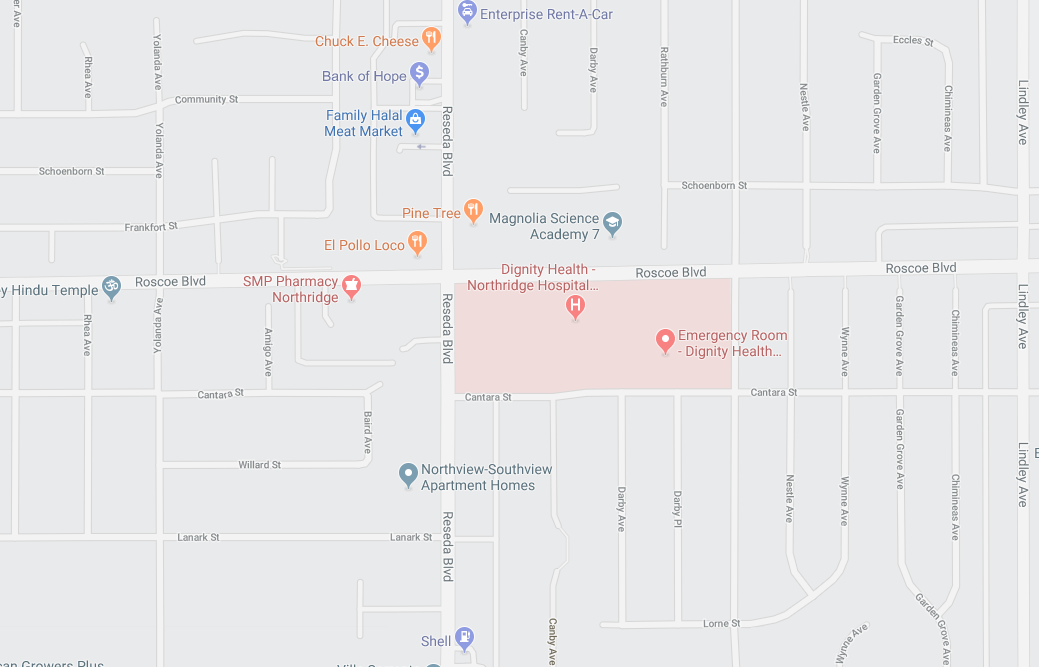 er Ave
Enterprise Rent-A-Car
Chuck E. Cheese
Yolanda Ave
Rhea Ave
Canby Ave
Darby Ave
Rathburn Ave
Eccles St
Bank of Hope
Community St
Nestle Ave
Garden Grove Ave
Chimineas Ave
Lindley Ave
Family Halal
Meat Market
Reseda Blvd
Yolanda Ave
Schoenborn St
Schoenborn St
Pine Tree
Magnolia Science
Academy 7
Frankfort St
El Pollo Loco
Roscoe Blvd
Roscoe Blvd
Roscoe Blvd
Dignity Health -
Northridge Hospital...
SMP Pharmacy
Northridge
y Hindu Temple
Rhea Ave
Yolanda Ave
Amigo Ave
Reseda Blvd
Emergency Room
- Dignity Health...
Wynne Ave
Garden Grove Ave
Chimineas Ave
Lindley Ave
Cantara St
Cantara St
Cantara St
Baird Ave
Willard St
Northview-Southview
Apartment Homes
Darby Ave
Darby Pl
Nestle Ave
Wynne Ave
Garden Grove Ave
Chimineas Ave
Lindley Ave
E
Lanark St
Lanark St
Reseda Blvd
Canby Ave
Lorne St
Wynne Ave
Garden Grove Ave
Shell
can Growers Plus